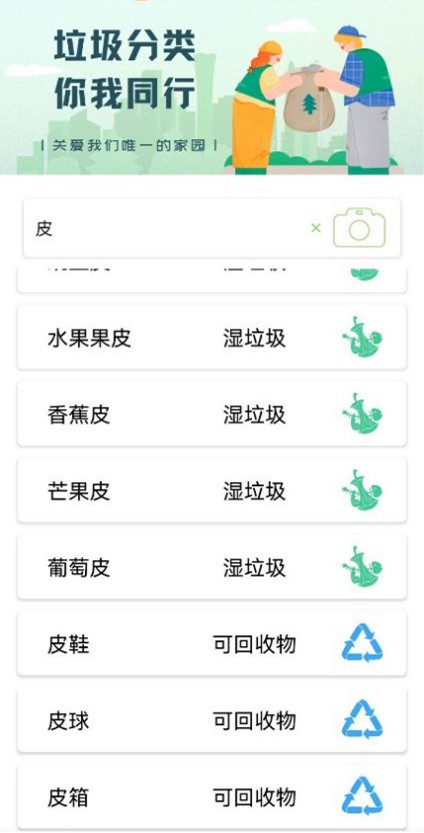 垃圾分类
你我同行
关爱我们唯一的家园
皮 ×
水果果皮 湿垃圾
香蕉皮 湿垃圾
芒果皮 湿垃圾
葡萄皮 湿垃圾
皮鞋 可回收物
皮球 可回收物
皮箱 可回收物